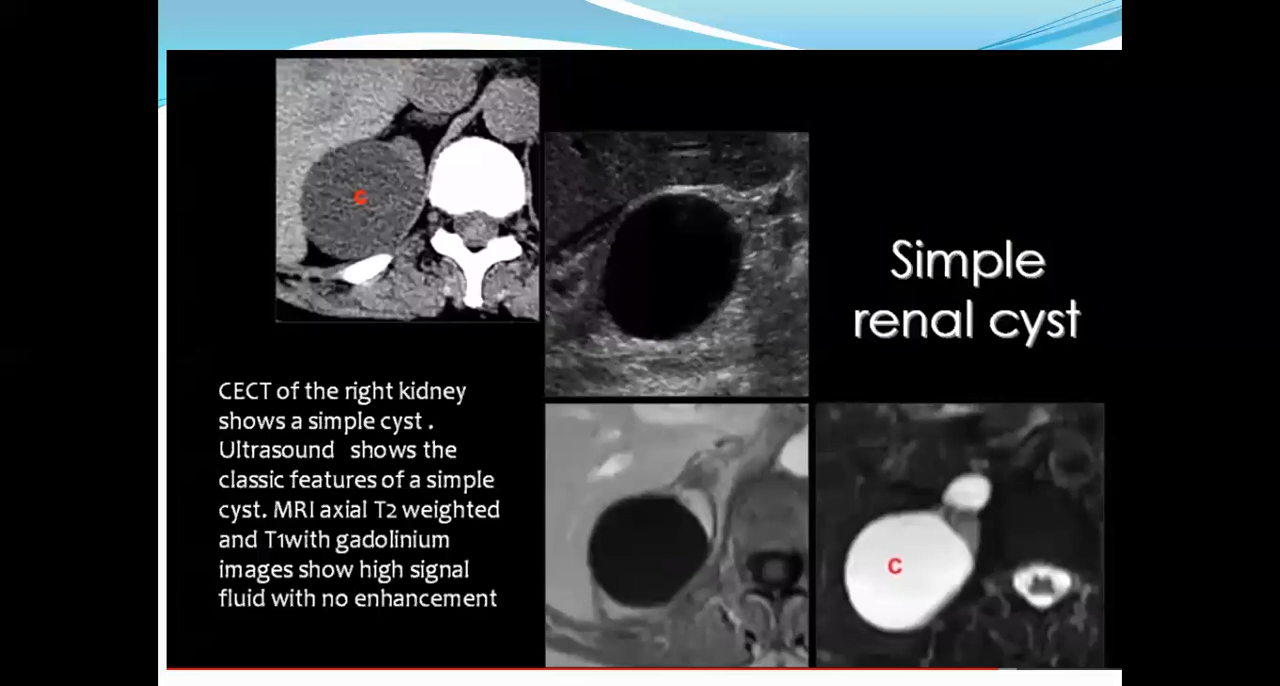 C
Simple
renal cyst
CECT of the right kidney
shows a simple cyst .
Ultrasound shows the
classic features of a simple
cyst. MRI axial T2 weighted
and T1with gadolinium
images show high signal
fluid with no enhancement
C